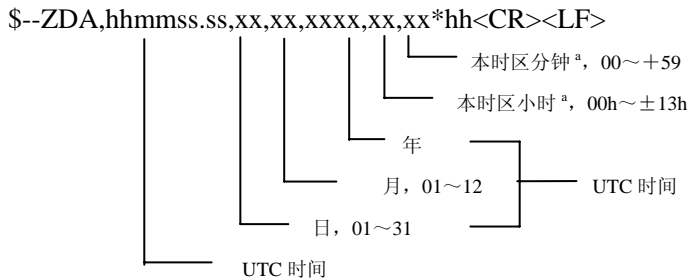 $--ZDA,hhmmss.ss,xx,xx,xxxx,xx,xx*hh<CR><LF>
本时区分钟 a，00～＋59
本时区小时 a，00h～±13h
年
月，01～12
UTC 时间
日，01～31
UTC 时间